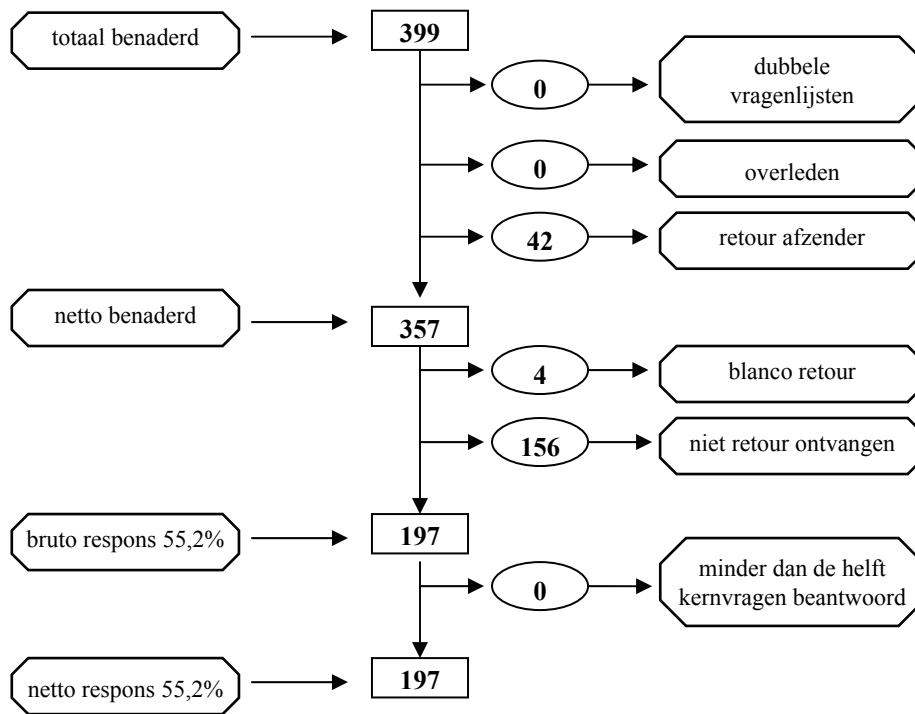 totaal benaderd
399
0
dubbele
vragenlijsten
0
overleden
42
retour afzender
netto benaderd
357
4
blanco retour
156
niet retour ontvangen
bruto respons 55,2%
197
0
minder dan de helft
kernvragen beantwoord
netto respons 55,2%
197